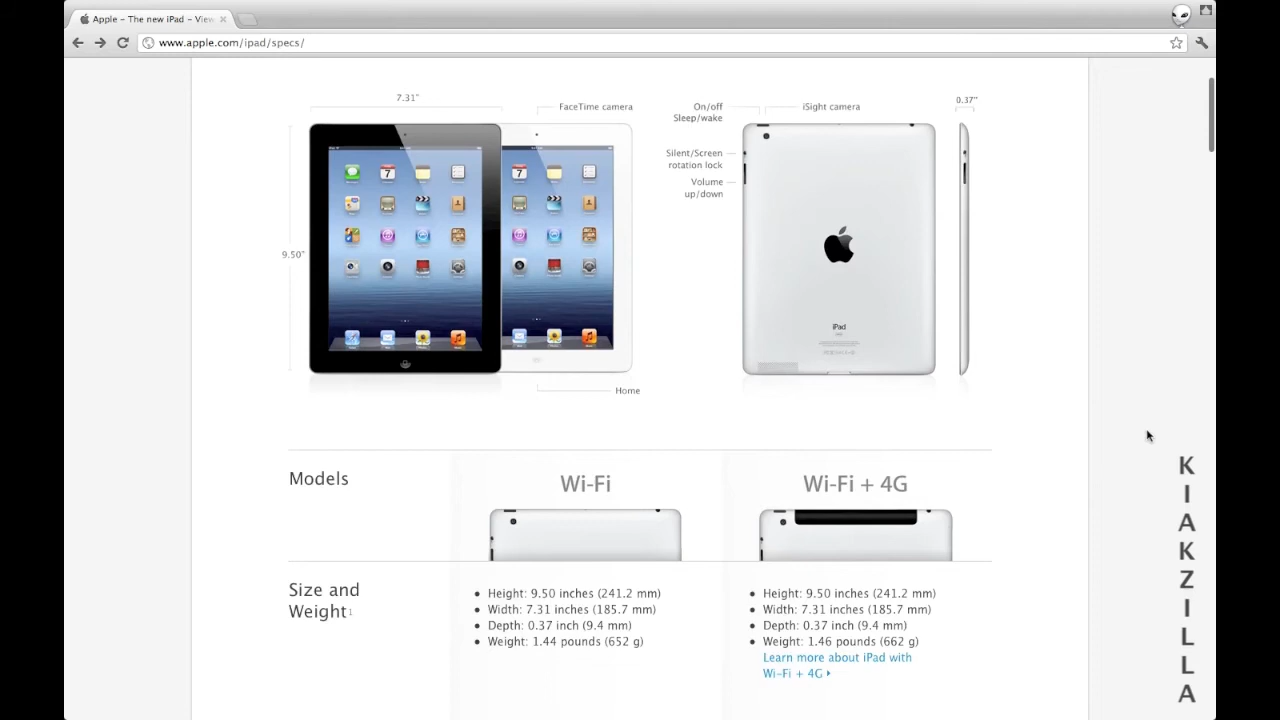 Apple – The new iPad – View
www.apple.com/ipad/specs/
7.31"
FaceTime camera
On/off
Sleep/wake
iSight camera
0.37"
Silent/Screen
rotation lock
Volume
up/down
9.50"
7
7
iPad
Home
Models
Wi-Fi
Wi-Fi + 4G
Size and
Weight1
Height: 9.50 inches (241.2 mm)
Width: 7.31 inches (185.7 mm)
Depth: 0.37 inch (9.4 mm)
Weight: 1.44 pounds (652 g)
Height: 9.50 inches (241.2 mm)
Width: 7.31 inches (185.7 mm)
Depth: 0.37 inch (9.4 mm)
Weight: 1.46 pounds (662 g)
Learn more about iPad with
Wi-Fi + 4G
KIAKZILLA